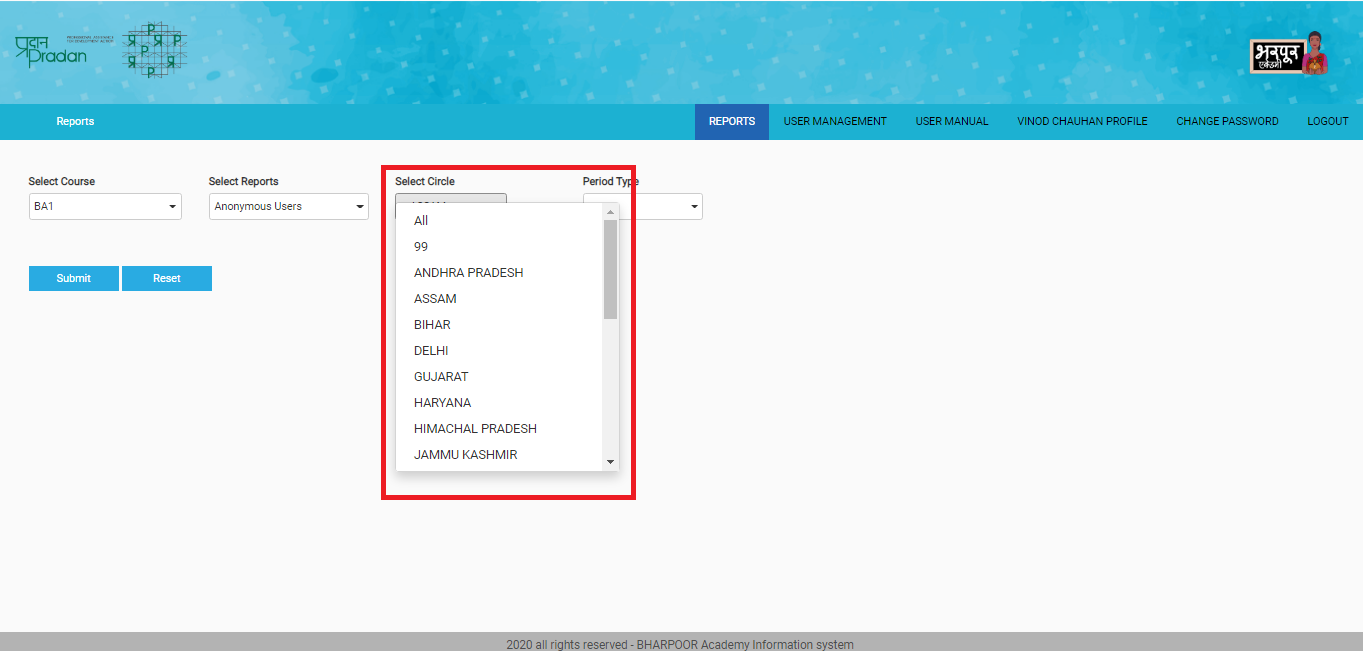 प्रदान
Pradan
PROFESSIONAL ASSISTANCE
FOR DEVELOPMENT ACTION
P
प्र प्र P
P प्र
प्र P प्र
P
भरपूर
एकेडमी
Reports
REPORTS
USER MANAGEMENT
USER MANUAL
VINOD CHAUHAN PROFILE
CHANGE PASSWORD
LOGOUT
Select Course
Select Reports
Select Circle
Period Type
BA1
Anonymous Users
ASSAM
All
99
ANDHRA PRADESH
ASSAM
BIHAR
DELHI
GUJARAT
HARYANA
HIMACHAL PRADESH
JAMMU KASHMIR
Submit
Reset
2020 all rights reserved - BHARPOOR Academy Information system